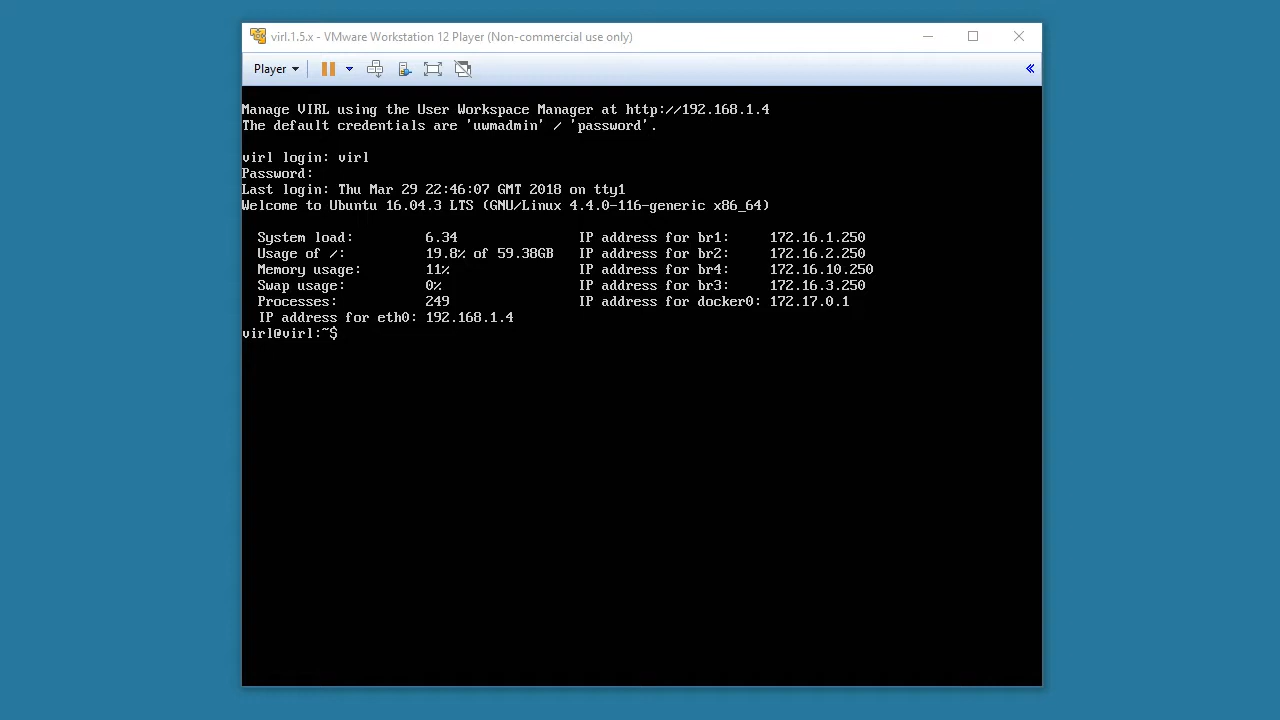 virl.1.5.x - VMware Workstation 12 Player (Non-commercial use only)
Player
Manage VIRL using the User Workspace Manager at http://192.168.1.4
The default credentials are 'uwmadmin' / 'password'.
virl login: virl
Password:
Last login: Thu Mar 29 22:46:07 GMT 2018 on tty1
Welcome to Ubuntu 16.04.3 LTS (GNU/Linux 4.4.0-116-generic x86_64)
System load: 6.34 IP address for br1: 172.16.1.250
Usage of /: 19.8% of 59.38GB IP address for br2: 172.16.2.250
Memory usage: 11% IP address for br4: 172.16.10.250
Swap usage: 0% IP address for br3: 172.16.3.250
Processes: 249 IP address for docker0: 172.17.0.1
IP address for eth0: 192.168.1.4
virl@virl:~$